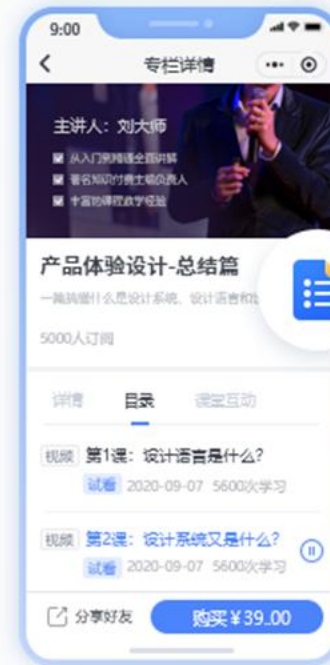 9:00
专栏详情
主讲人：刘大师
从入门到精通全面讲解
著名知识付费主编负责人
十富的课程教学经验
产品体验设计-总结篇
一篇搞懂什么是设计系统、设计语言和
5000人订阅
详情 目录 课堂互动
视频 第1课：设计语言是什么？
试看 2020-09-07 5600次学习
视频 第2课：设计系统又是什么？
试看 2020-09-07 5600次学习
分享好友 购买￥39.00